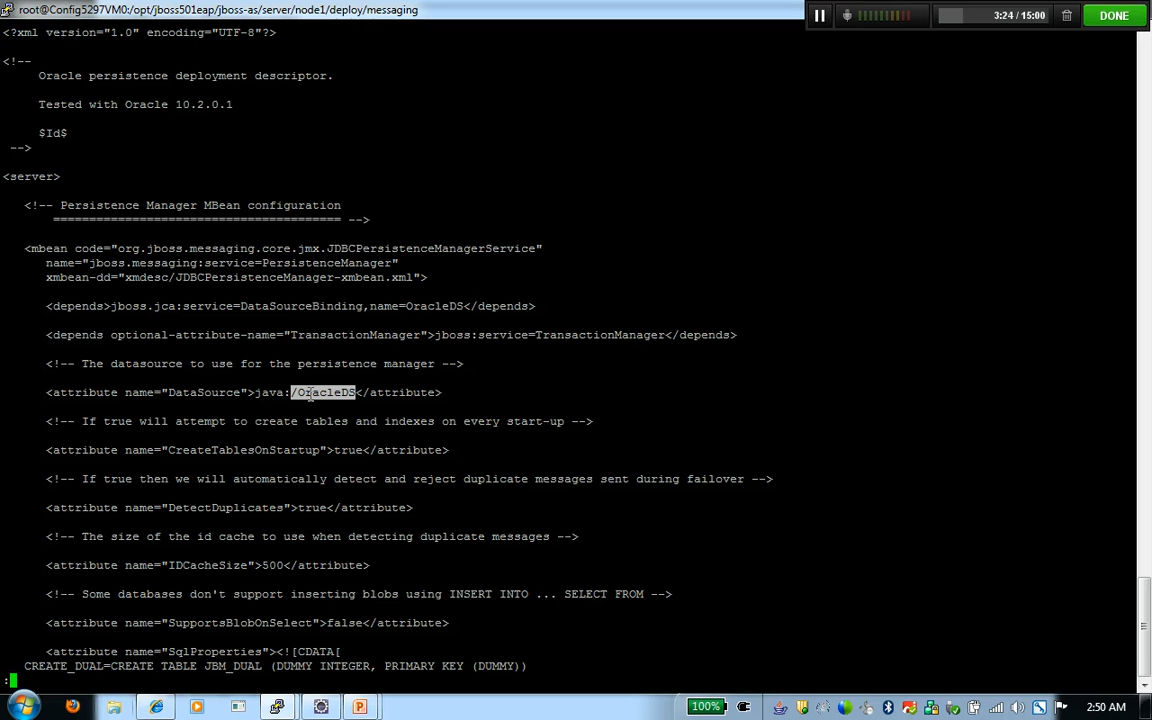 root@Config5297VM0:/opt/jboss501eap/jboss-as/server/node1/deploy/messaging
3:24 / 15:00
DONE
<?xml version="1.0" encoding="UTF-8"?>
<!--
Oracle persistence deployment descriptor.
Tested with Oracle 10.2.0.1
$Id$
-->
<server>
<!-- Persistence Manager MBean configuration
======================================== -->
<mbean code="org.jboss.messaging.core.jmx.JDBCPersistenceManagerService"
name="jboss.messaging:service=PersistenceManager"
xmbean-dd="xmdesc/JDBCPersistenceManager-xmbean.xml">
<depends>jboss.jca:service=DataSourceBinding,name=OracleDS</depends>
<depends optional-attribute-name="TransactionManager">jboss:service=TransactionManager</depends>
<!-- The datasource to use for the persistence manager -->
<attribute name="DataSource">java:/OracleDS</attribute>
<!-- If true will attempt to create tables and indexes on every start-up -->
<attribute name="CreateTablesOnStartup">true</attribute>
<!-- If true then we will automatically detect and reject duplicate messages sent during failover -->
<attribute name="DetectDuplicates">true</attribute>
<!-- The size of the id cache to use when detecting duplicate messages -->
<attribute name="IDCacheSize">500</attribute>
<!-- Some databases don't support inserting blobs using INSERT INTO ... SELECT FROM -->
<attribute name="SupportsBlobOnSelect">false</attribute>
<attribute name="SqlProperties"><![CDATA[
CREATE_DUAL=CREATE TABLE JBM_DUAL (DUMMY INTEGER, PRIMARY KEY (DUMMY))
:
100%
2:50 AM